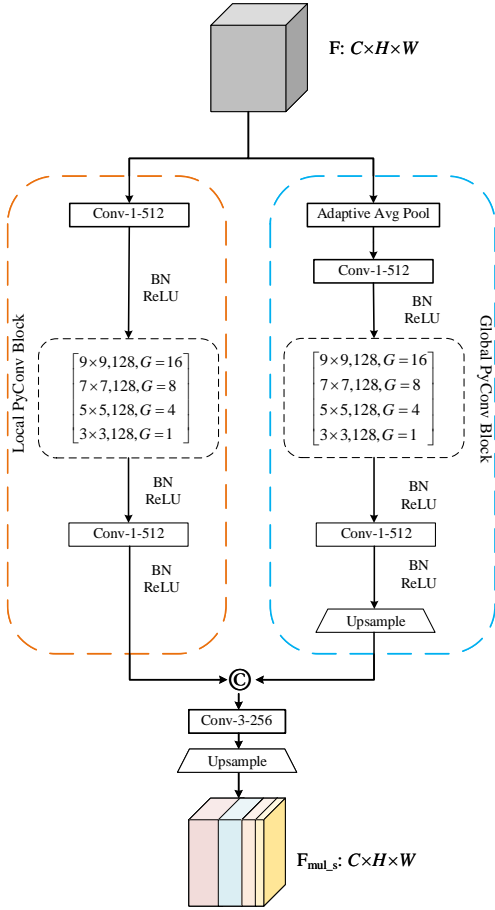 F: C×H×W
Conv-1-512
BN
ReLU
Local PyConv Block
9×9,128,G=16
7×7,128,G=8
5×5,128,G=4
3×3,128,G=1
BN
ReLU
Conv-1-512
BN
ReLU
Adaptive Avg Pool
Conv-1-512
BN
ReLU
Global PyConv Block
9×9,128,G=16
7×7,128,G=8
5×5,128,G=4
3×3,128,G=1
BN
ReLU
Conv-1-512
BN
ReLU
Upsample
C
Conv-3-256
Upsample
Fmul_s: C×H×W